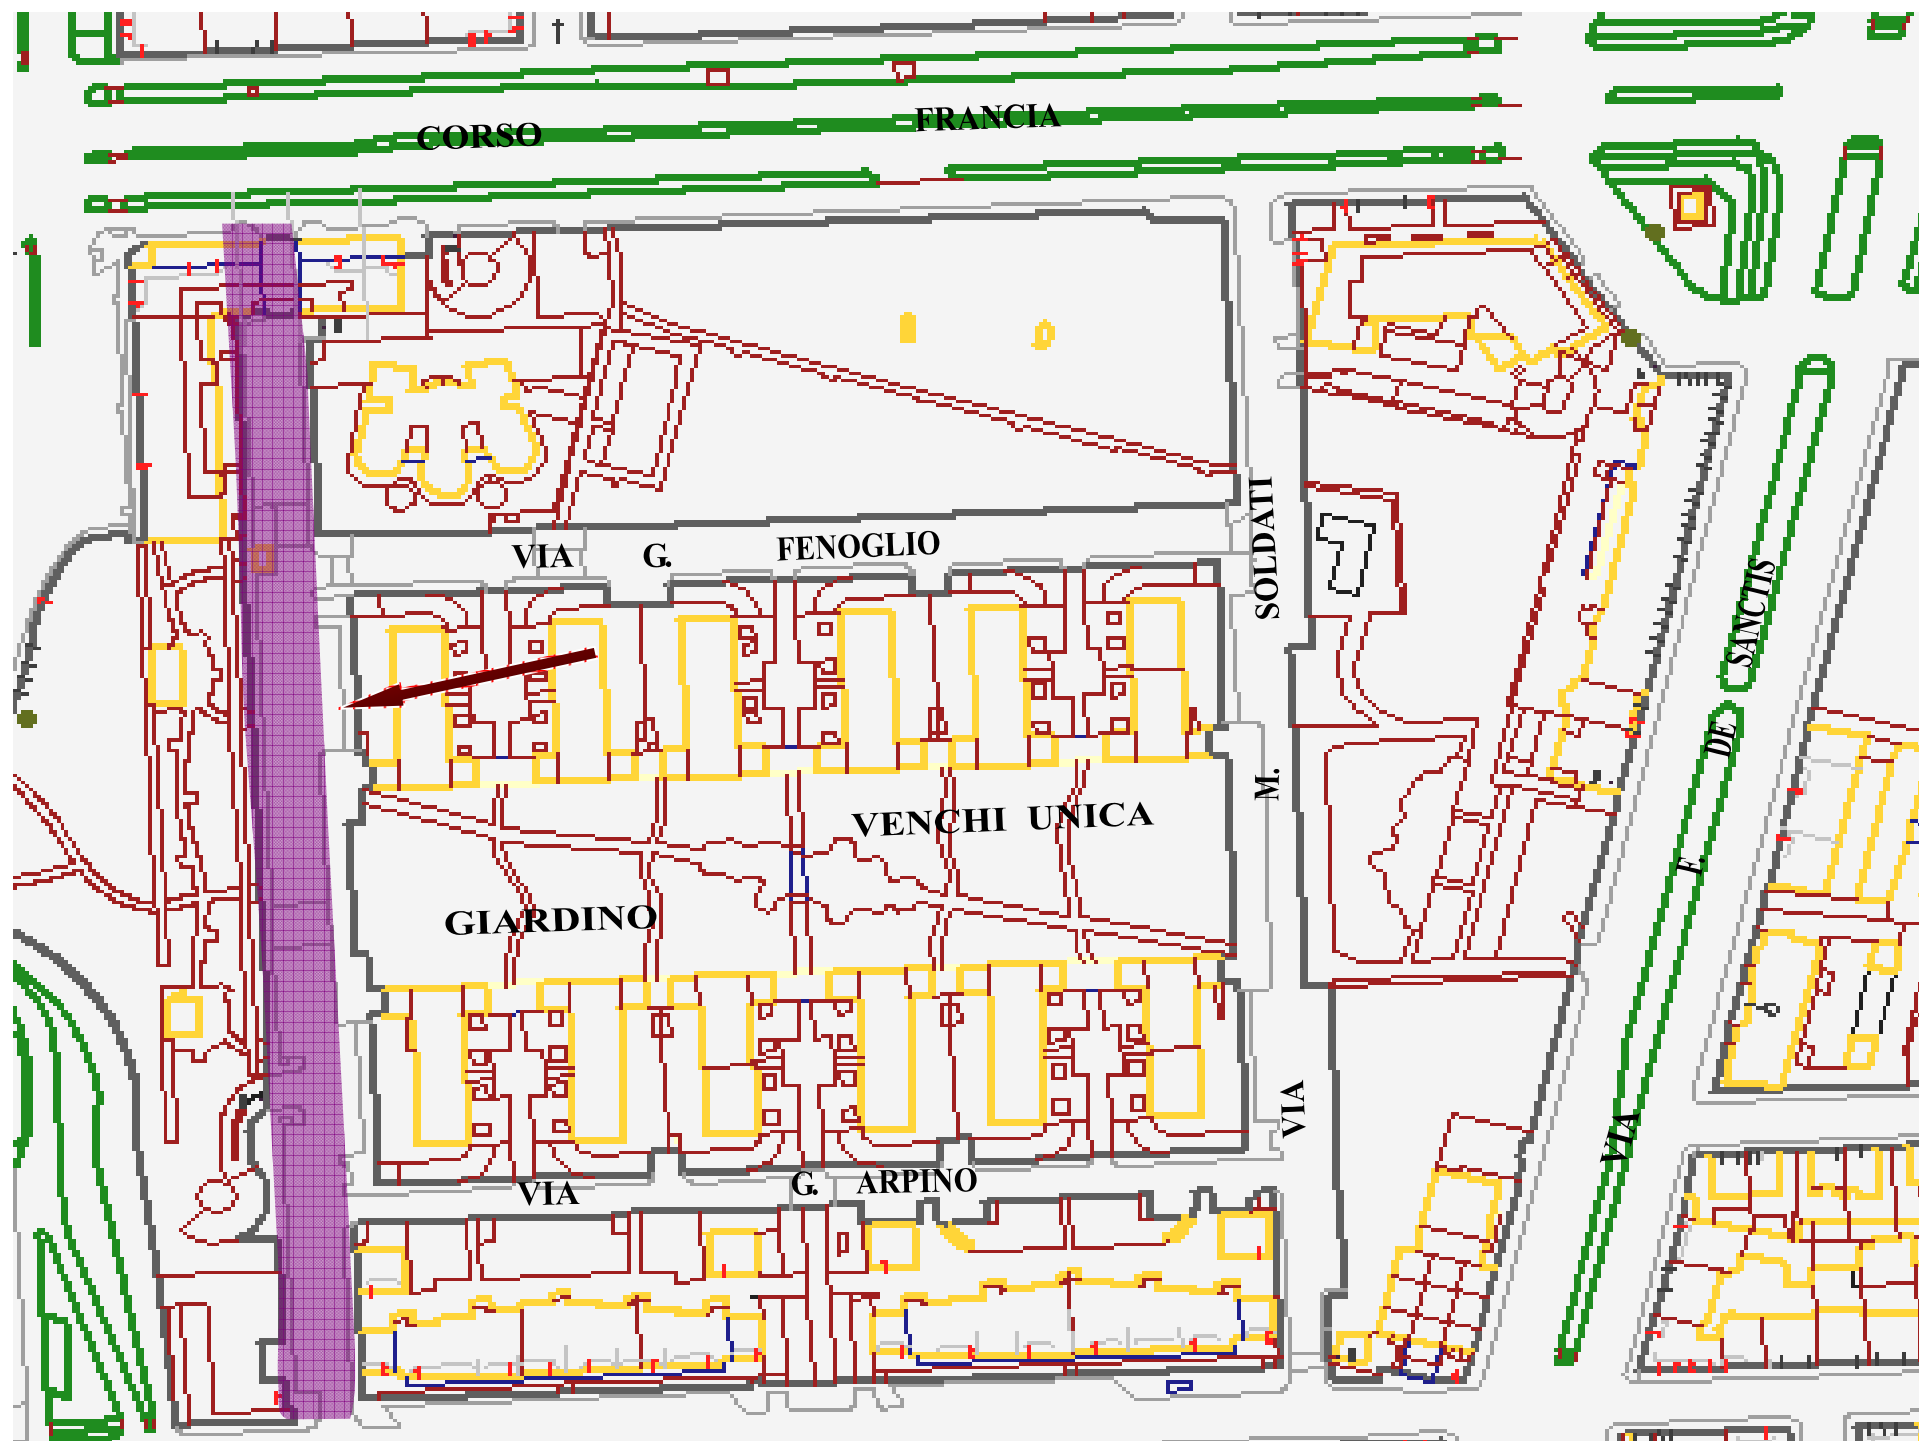 CORSO FRANCIA
VIA G. FENOGLIO
VIA M. SOLDATI
VENCHI UNICA
GIARDINO
VIA G. ARPINO
VIA E. DE SANCTIS